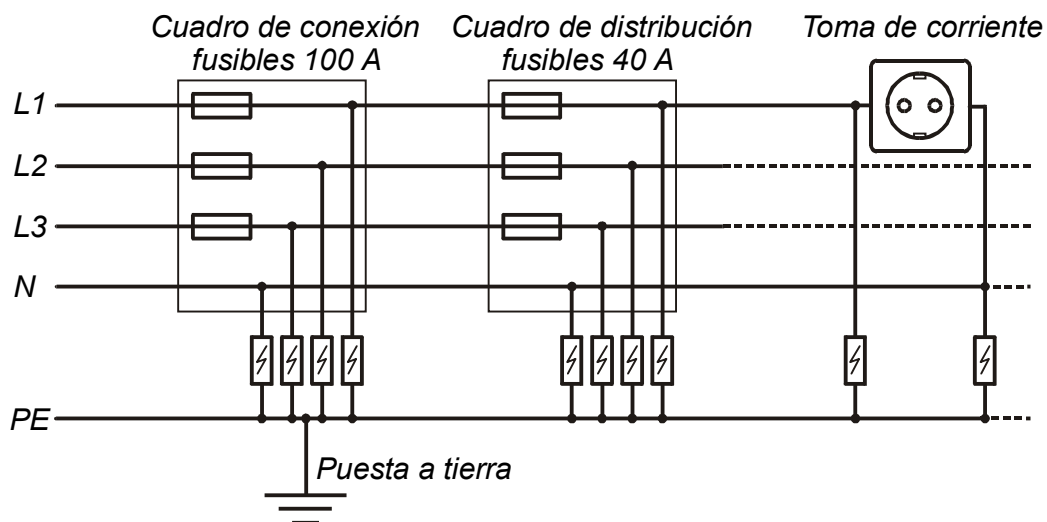 Cuadro de conexión
fusibles 100 A
Cuadro de distribución
fusibles 40 A
Toma de corriente
L1
L2
L3
N
PE
Puesta a tierra